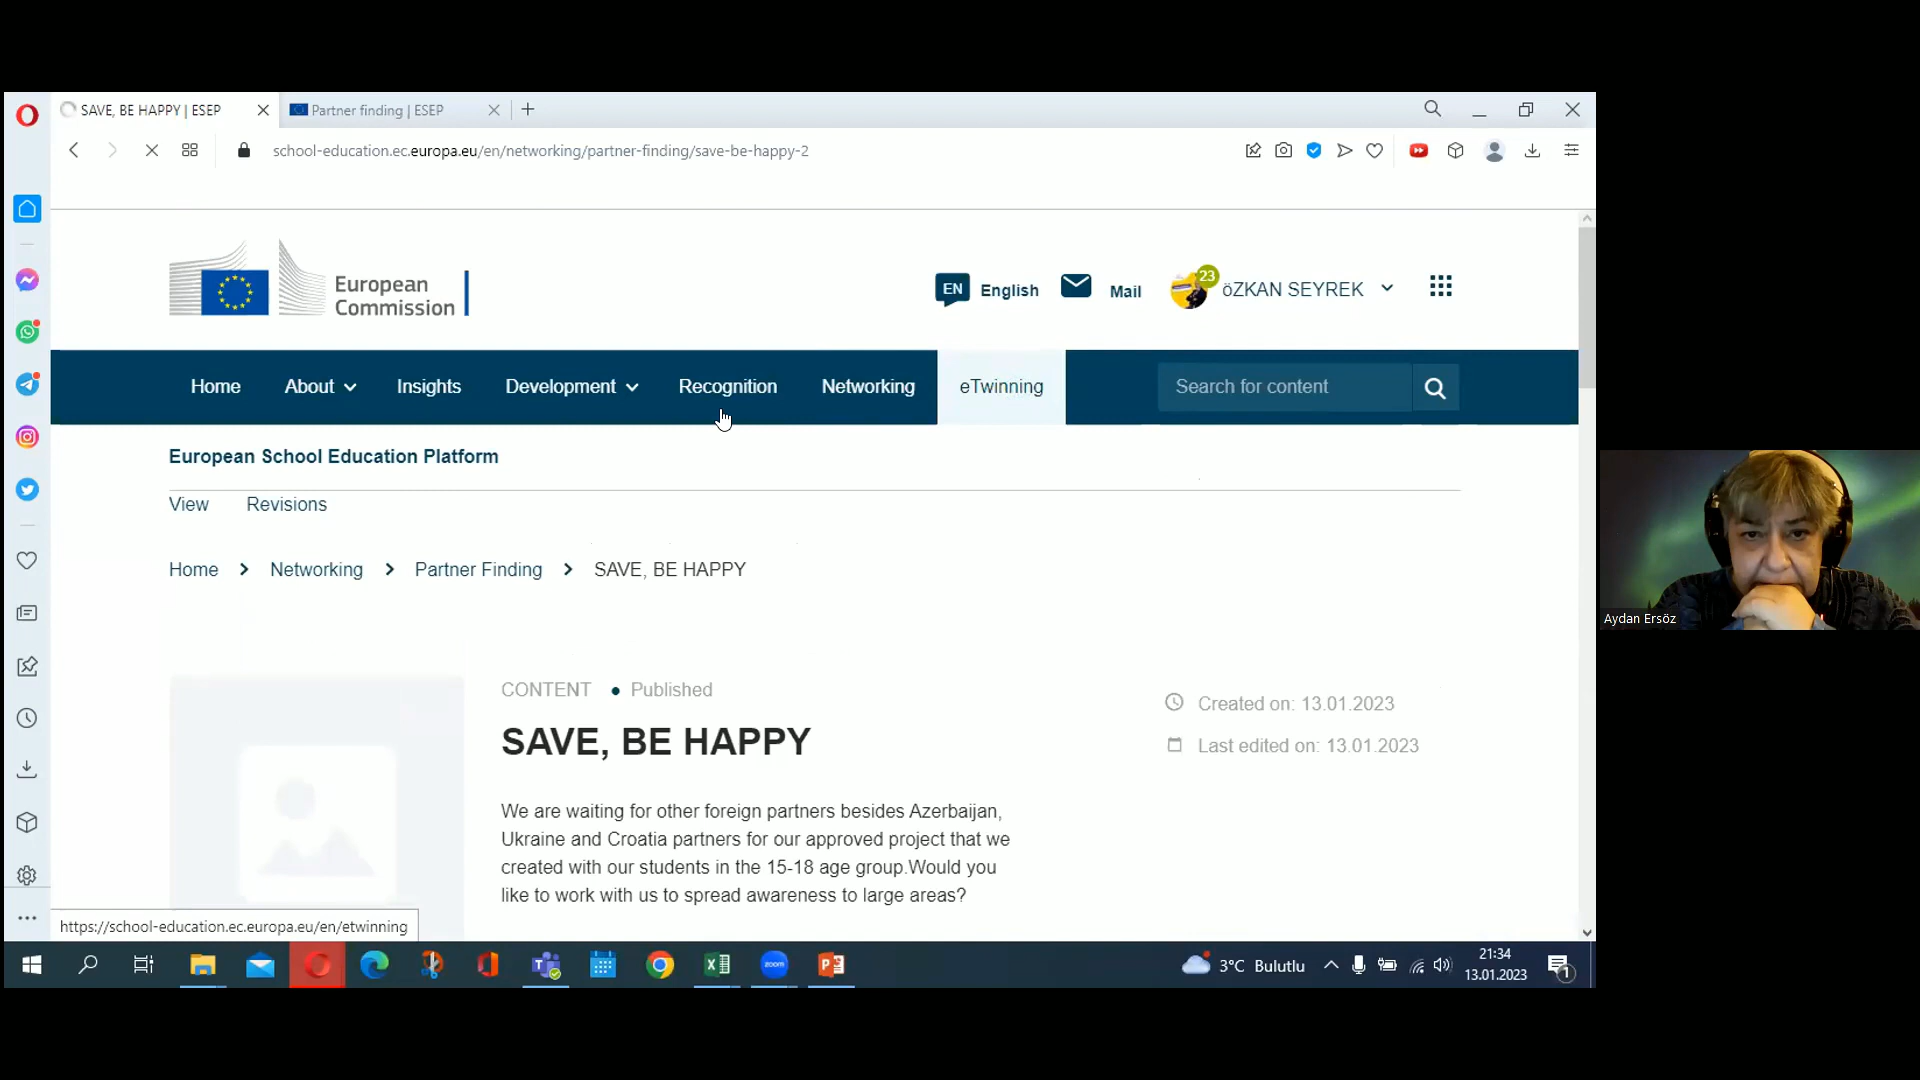 SAVE, BE HAPPY | ESEP
Partner finding | ESEP
school-education.ec.europa.eu/en/networking/partner-finding/save-be-happy-2
European
Commission
EN English
Mail
23
öZKAN SEYREK
Home About Insights Development Recognition Networking eTwinning
Search for content
European School Education Platform
View Revisions
Home Networking Partner Finding SAVE, BE HAPPY
CONTENT • Published
SAVE, BE HAPPY
Created on: 13.01.2023
Last edited on: 13.01.2023
We are waiting for other foreign partners besides Azerbaijan,
Ukraine and Croatia partners for our approved project that we
created with our students in the 15-18 age group.Would you
like to work with us to spread awareness to large areas?
https://school-education.ec.europa.eu/en/etwinning
zoom
3°C Bulutlu
21:34
13.01.2023
1
Aydan Ersöz